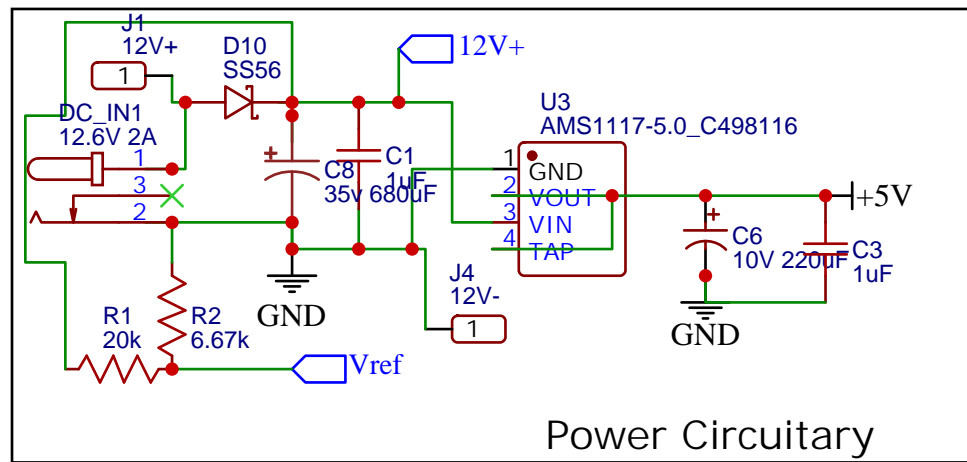 J1
12V+
1
D10
SS56
12V+
DC_IN1
12.6V 2A
1
3
2
C8
35v 680uF
C1
1uF
U3
AMS1117-5.0_C498116
1
GND
2
VOUT
3
VIN
4
TAP
+5V
C6
10V 220uF
C3
1uF
GND
J4
12V-
1
GND
R1
20k
R2
6.67k
Vref
Power Circuitary